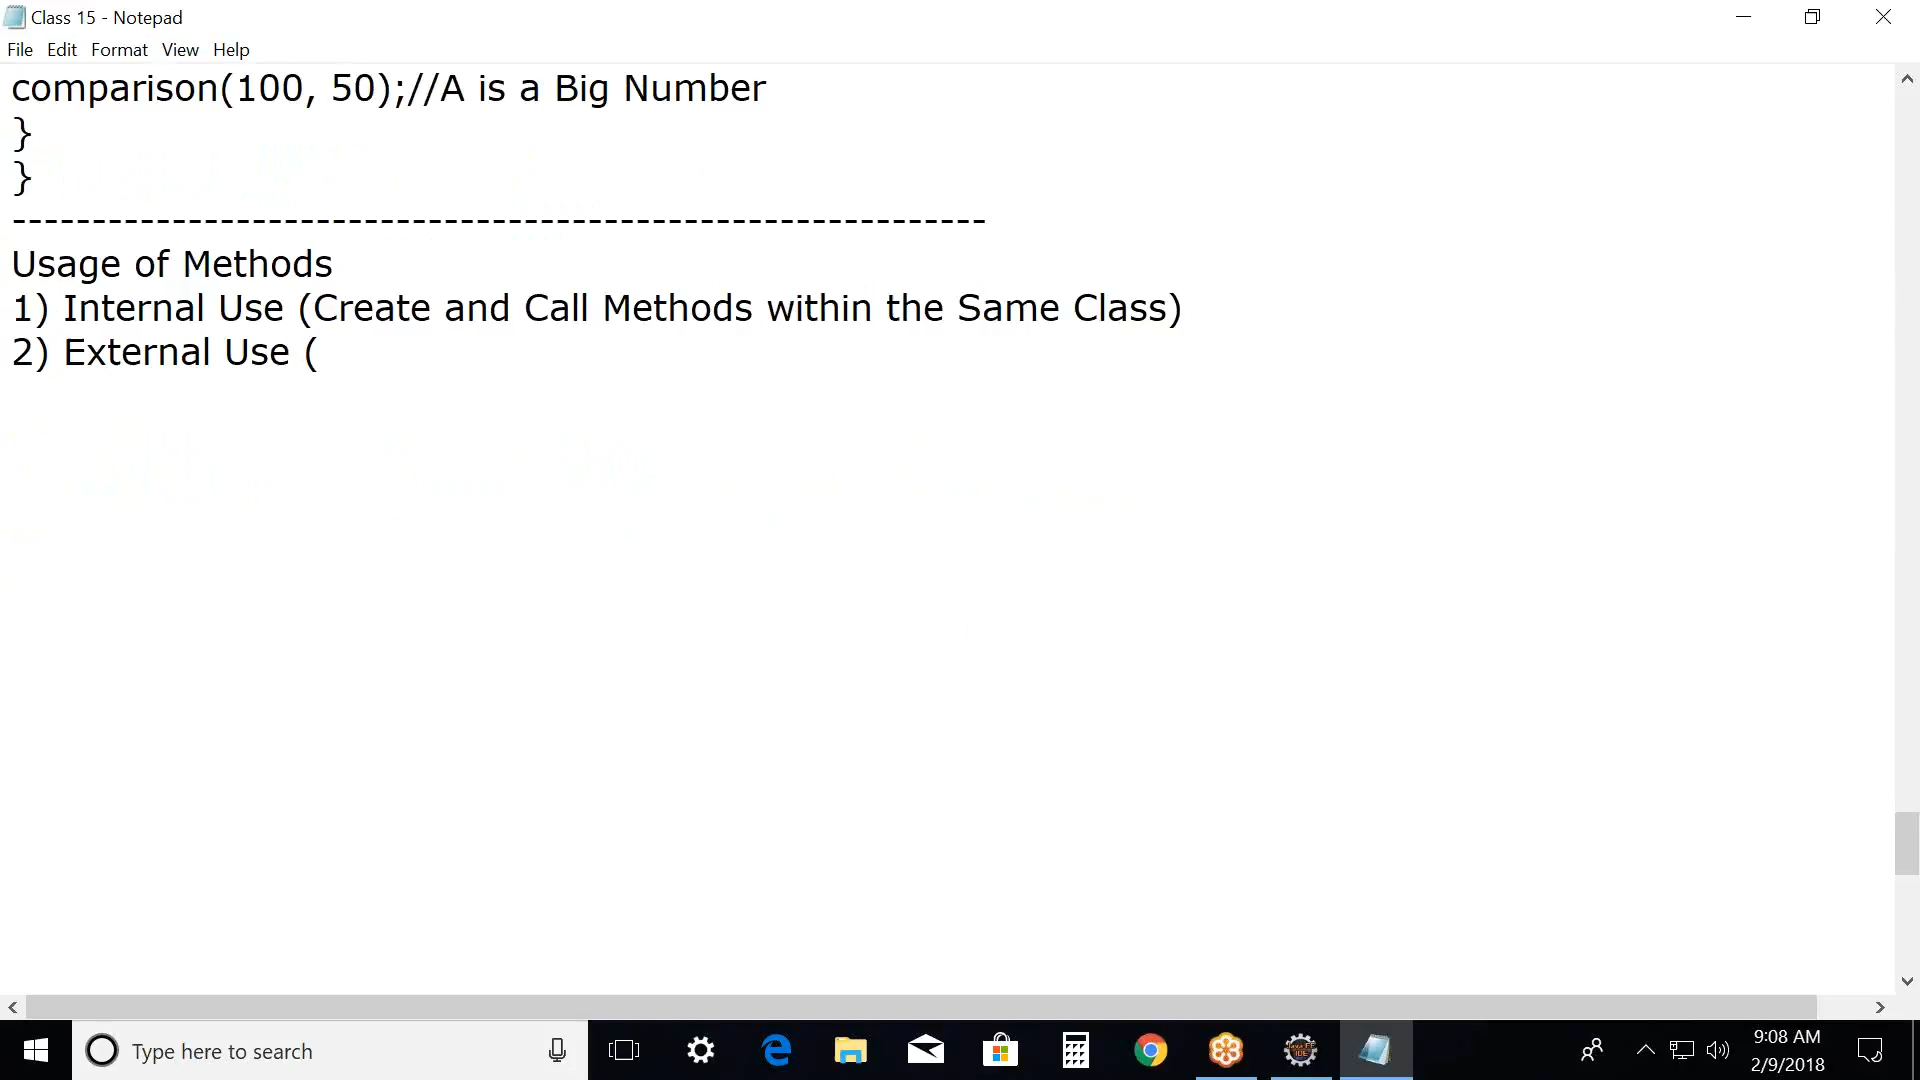 Class 15 - Notepad
File Edit Format View Help
comparison(100, 50);//A is a Big Number
}
}
-------------------------------------------------------------
Usage of Methods
1) Internal Use (Create and Call Methods within the Same Class)
2) External Use (
Type here to search
9:08 AM
2/9/2018